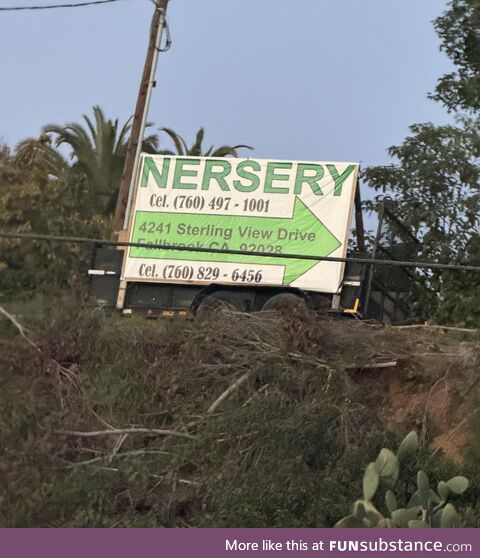 NERSERY
Cel. (760) 497 - 1001
4241 Sterling View Drive
Fallbrook CA. 92028
Cel. (760) 829 - 6456
More like this at FUNsubstance.com